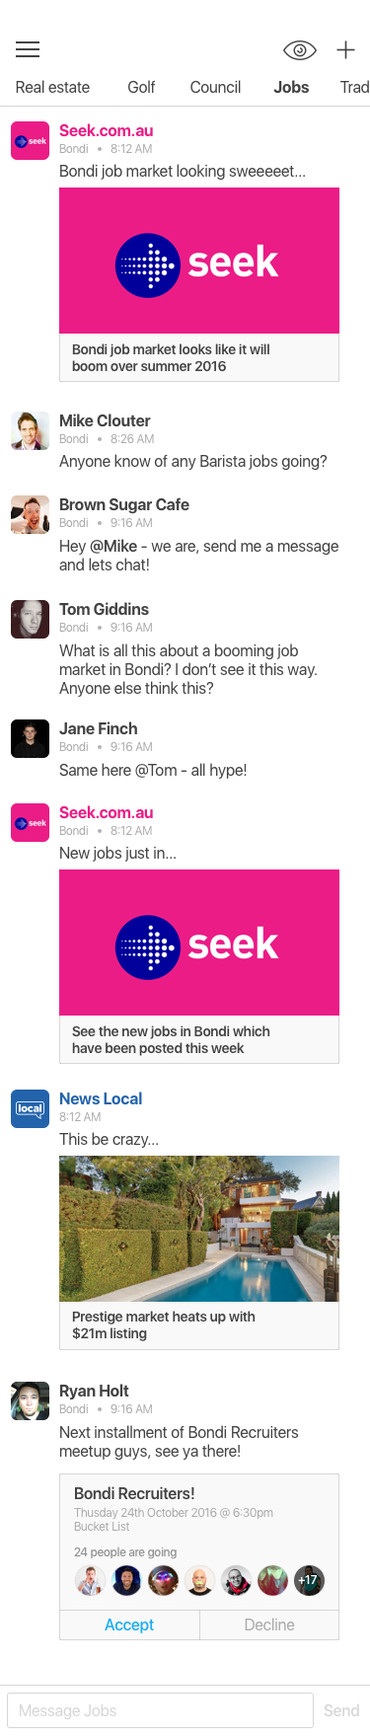 Real estate Golf Council Jobs Trad
seek
Seek.com.au
Bondi • 8:12 AM
Bondi job market looking sweeeeet...
seek
Bondi job market looks like it will
boom over summer 2016
Mike Clouter
Bondi • 8:26 AM
Anyone know of any Barista jobs going?
Brown Sugar Cafe
Bondi • 9:16 AM
Hey @Mike - we are, send me a message
and lets chat!
Tom Giddins
Bondi • 9:16 AM
What is all this about a booming job
market in Bondi? I don’t see it this way.
Anyone else think this?
Jane Finch
Bondi • 9:16 AM
Same here @Tom - all hype!
seek
Seek.com.au
Bondi • 8:12 AM
New jobs just in...
seek
See the new jobs in Bondi which
have been posted this week
local
News Local
8:12 AM
This be crazy...
Prestige market heats up with
$21m listing
Ryan Holt
Bondi • 9:16 AM
Next installment of Bondi Recruiters
meetup guys, see ya there!
Bondi Recruiters!
Thusday 24th October 2016 @ 6:30pm
Bucket List
24 people are going
+17
Accept Decline
Message Jobs Send